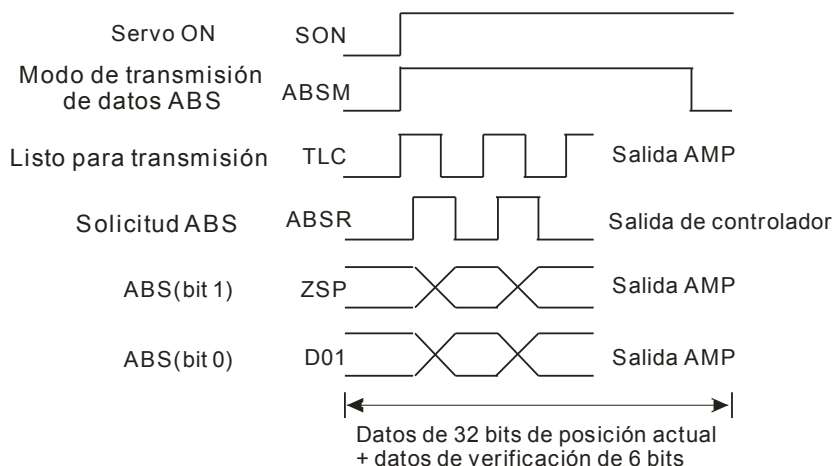 Servo ON SON
Modo de transmisión
de datos ABS ABSM
Listo para transmisión TLC Salida AMP
Solicitud ABS ABSR Salida de controlador
ABS(bit 1) ZSP Salida AMP
ABS(bit 0) D01 Salida AMP
Datos de 32 bits de posición actual
+ datos de verificación de 6 bits